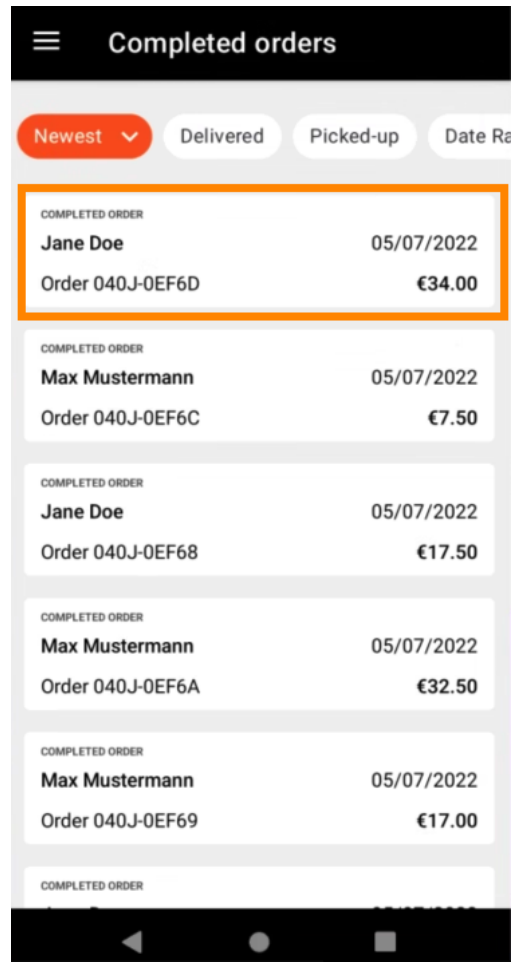 Completed orders
Newest Delivered Picked-up Date Ra
COMPLETED ORDER
Jane Doe 05/07/2022
Order 040J-0EF6D €34.00
COMPLETED ORDER
Max Mustermann 05/07/2022
Order 040J-0EF6C €7.50
COMPLETED ORDER
Jane Doe 05/07/2022
Order 040J-0EF68 €17.50
COMPLETED ORDER
Max Mustermann 05/07/2022
Order 040J-0EF6A €32.50
COMPLETED ORDER
Max Mustermann 05/07/2022
Order 040J-0EF69 €17.00
COMPLETED ORDER